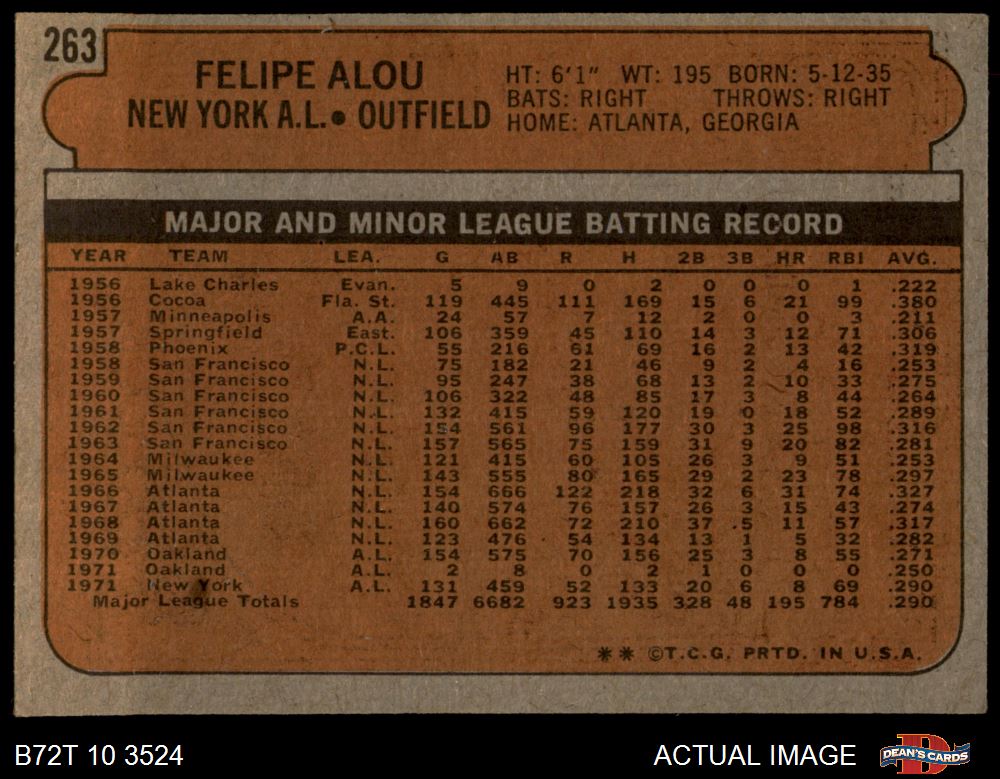 263
FELIPE ALOU
NEW YORK A.L.• OUTFIELD
HT: 6'1" WT: 195 BORN: 5-12-35
BATS: RIGHT THROWS: RIGHT
HOME: ATLANTA, GEORGIA
MAJOR AND MINOR LEAGUE BATTING RECORD
YEAR TEAM LEA. G AB R H 2B 3B HR RBI AVG.
1956 Lake Charles Evan. 5 9 0 2 0 0 0 1 .222
1956 Cocoa Fla. St. 119 445 111 169 15 6 21 99 .380
1957 Minneapolis A.A. 24 57 7 12 2 0 0 3 .211
1957 Springfield East. 106 359 45 110 14 3 12 71 .306
1958 Phoenix P.C.L. 55 216 61 69 16 2 13 42 .319
1958 San Francisco N.L. 75 182 21 46 9 2 4 16 .253
1959 San Francisco N.L. 95 247 38 68 13 2 10 33 .275
1960 San Francisco N.L. 106 322 48 85 17 3 8 44 .264
1961 San Francisco N.L. 132 415 59 120 19 0 18 52 .289
1962 San Francisco N.L. 154 561 96 177 30 3 25 98 .316
1963 San Francisco N.L. 157 565 75 159 31 9 20 82 .281
1964 Milwaukee N.L. 121 415 60 105 26 3 9 51 .253
1965 Milwaukee N.L. 143 555 80 165 29 2 23 78 .297
1966 Atlanta N.L. 154 666 122 218 32 6 31 74 .327
1967 Atlanta N.L. 140 574 76 157 26 3 15 43 .274
1968 Atlanta N.L. 160 662 72 210 37 .5 11 57 .317
1969 Atlanta N.L. 123 476 54 134 13 1 5 32 .282
1970 Oakland A.L. 154 575 70 156 25 3 8 55 .271
1971 Oakland A.L. 2 8 0 2 1 0 0 0 .250
1971 New York A.L. 131 459 52 133 20 6 8 69 .290
Major League Totals 1847 6682 923 1935 328 48 195 784 .290
** ©T.C.G. PRTD. IN U.S.A.
B72T 10 3524
ACTUAL IMAGE
DEAN'S CARDS